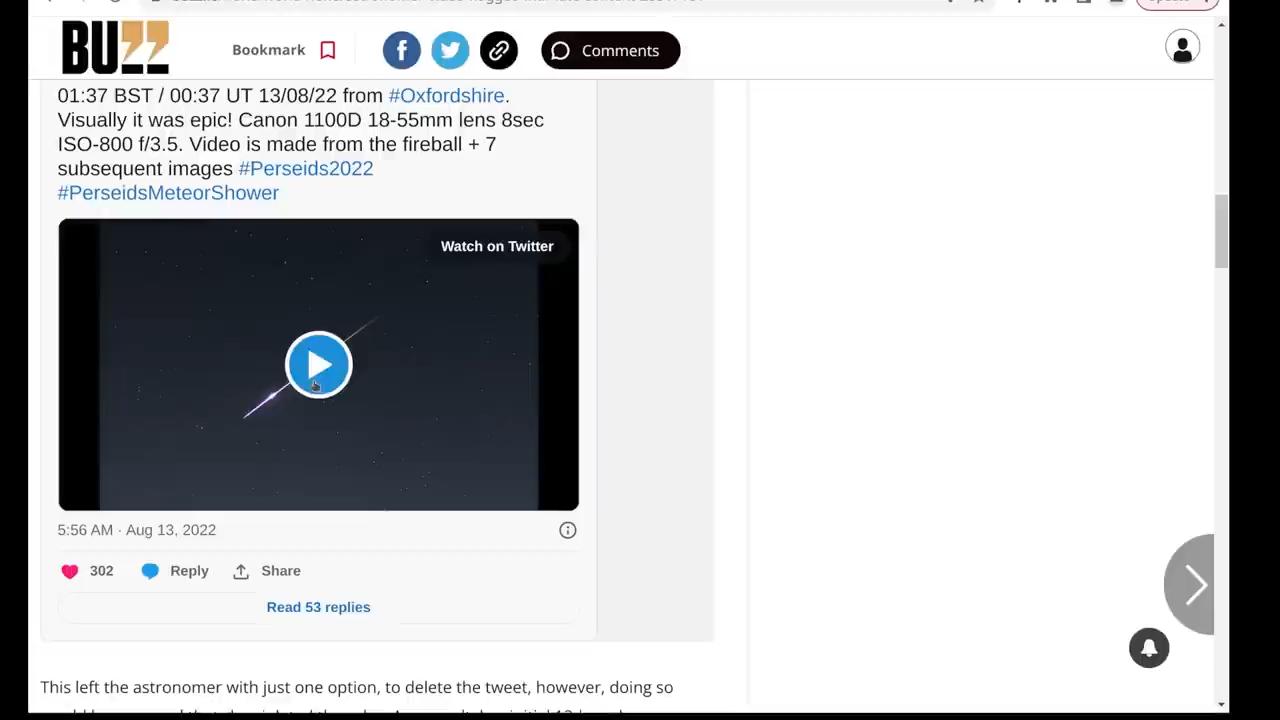 BUZZ
Bookmark
Comments
01:37 BST / 00:37 UT 13/08/22 from #Oxfordshire.
Visually it was epic! Canon 1100D 18-55mm lens 8sec
ISO-800 f/3.5. Video is made from the fireball + 7
subsequent images #Perseids2022
#PerseidsMeteorShower
Watch on Twitter
5:56 AM · Aug 13, 2022
302
Reply
Share
Read 53 replies
This left the astronomer with just one option, to delete the tweet, however, doing so